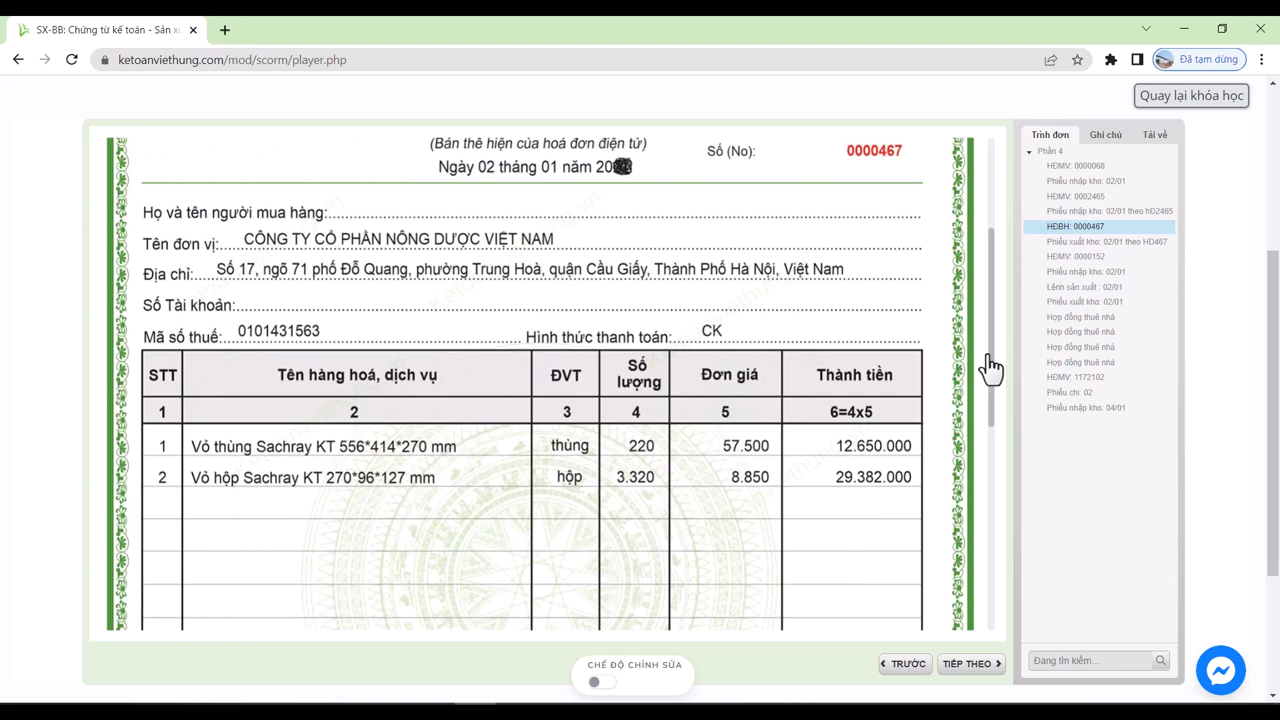 SX-BB: Chứng từ kế toán - Sản xu
ketoanviethung.com/mod/scorm/player.php
Đã tạm dừng
Quay lại khóa học
(Bản thể hiện của hoá đơn điện tử)
Số (No): 0000467
Ngày 02 tháng 01 năm 20
Họ và tên người mua hàng:
Tên đơn vị: CÔNG TY CỔ PHẦN NÔNG DƯỢC VIỆT NAM
Địa chỉ: Số 17, ngõ 71 phố Đỗ Quang, phường Trung Hoà, quận Cầu Giấy, Thành Phố Hà Nội, Việt Nam
Số Tài khoản:
Mã số thuế: 0101431563 Hình thức thanh toán: CK
STT Tên hàng hoá, dịch vụ ĐVT Số lượng Đơn giá Thành tiền
1 2 3 4 5 6=4x5
1 Vỏ thùng Sachray KT 556*414*270 mm thùng 220 57.500 12.650.000
2 Vỏ hộp Sachray KT 270*96*127 mm hộp 3.320 8.850 29.382.000
TRƯỚC
TIẾP THEO
CHẾ ĐỘ CHỈNH SỬA
Trình đơn Ghi chú Tải về
Phần 4
HĐMV: 0000068
Phiếu nhập kho: 02/01
HĐMV: 0002465
Phiếu nhập kho: 02/01 theo hĐ2465
HĐBH: 0000467
Phiếu xuất kho: 02/01 theo HD467
HĐMV: 0000152
Phiếu nhập kho: 02/01
Lệnh sản xuất : 02/01
Phiếu xuất kho: 02/01
Hợp đồng thuê nhà
Hợp đồng thuê nhà
Hợp đồng thuê nhà
Hợp đồng thuê nhà
HĐMV: 1172102
Phiếu chi: 02
Phiếu nhập kho: 04/01
Đang tìm kiếm…